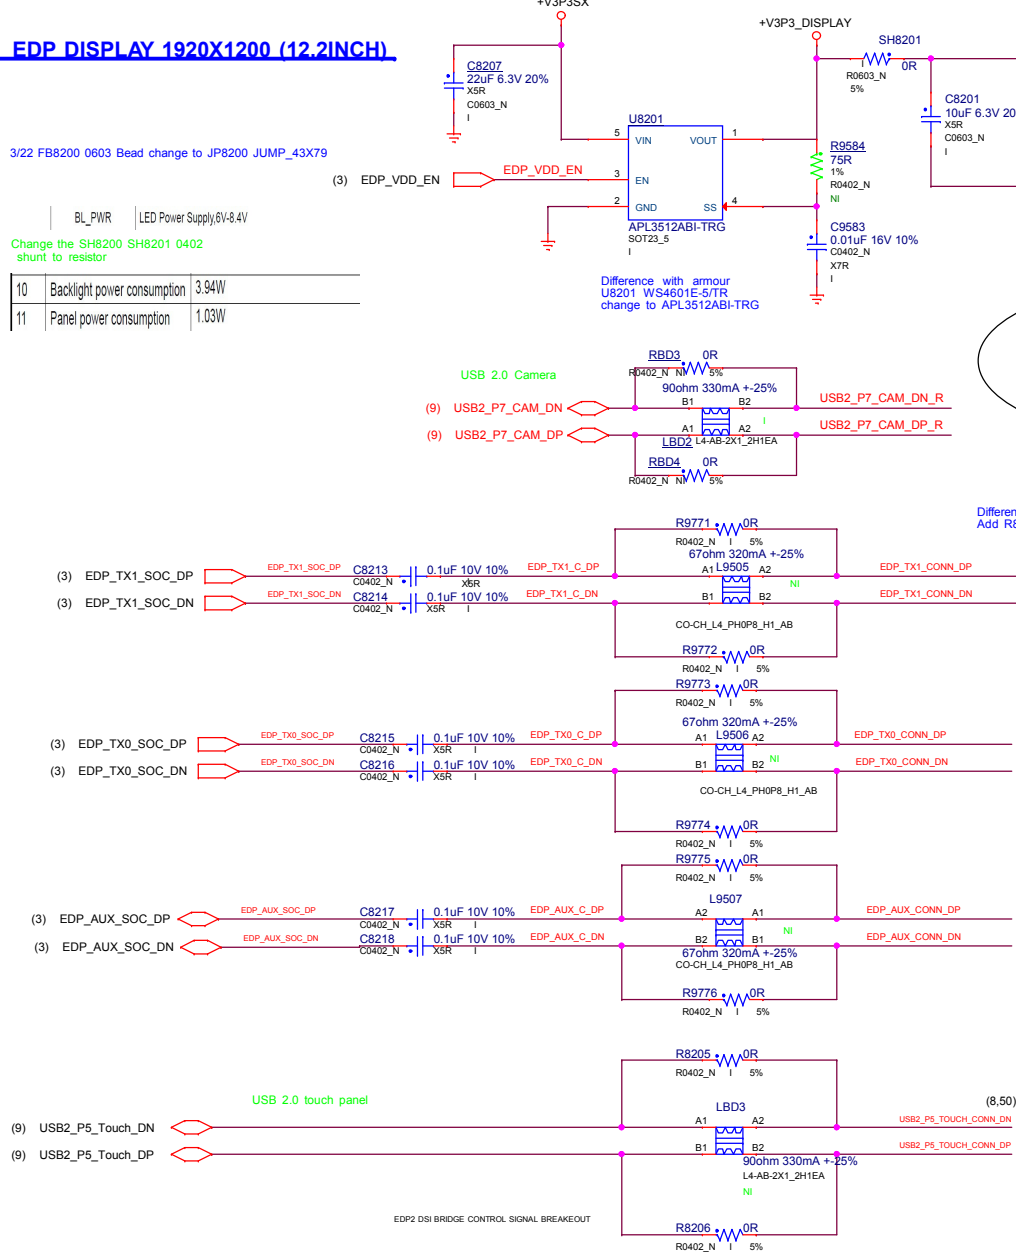 +V3P3SX
EDP DISPLAY 1920X1200 (12.2INCH)
+V3P3_DISPLAY
SH8201
0R
I
R0603_N
5%
C8207
22uF 6.3V 20%
X5R
C0603_N
I
C8201
10uF 6.3V 20
X5R
C0603_N
I
U8201
5 VIN VOUT 1
3 EN
2 GND SS 4
APL3512ABI-TRG
SOT23_5
I
R9584
75R
1%
R0402_N
NI
3/22 FB8200 0603 Bead change to JP8200 JUMP_43X79
(3) EDP_VDD_EN EDP_VDD_EN
BL_PWR LED Power Supply,6V-8.4V
Change the SH8200 SH8201 0402
shunt to resistor
10 Backlight power consumption 3.94W
11 Panel power consumption 1.03W
C9583
0.01uF 16V 10%
C0402_N
X7R
I
Difference with armour
U8201 WS4601E-5/TR
change to APL3512ABI-TRG
USB 2.0 Camera
RBD3 0R
R0402_N NI 5%
90ohm 330mA +-25%
(9) USB2_P7_CAM_DN B1 B2 USB2_P7_CAM_DN_R
I
(9) USB2_P7_CAM_DP A1 A2 USB2_P7_CAM_DP_R
LBD2 L4-AB-2X1_2H1EA
RBD4 0R
R0402_N NI 5%
Differen
Add R8
R9771 0R
R0402_N I 5%
67ohm 320mA +-25%
(3) EDP_TX1_SOC_DP EDP_TX1_SOC_DP C8213 0.1uF 10V 10% EDP_TX1_C_DP A1 L9505 A2 EDP_TX1_CONN_DP
C0402_N X5R I
NI
(3) EDP_TX1_SOC_DN EDP_TX1_SOC_DN C8214 0.1uF 10V 10% EDP_TX1_C_DN B1 B2 EDP_TX1_CONN_DN
C0402_N X5R I
CO-CH_L4_PH0P8_H1_AB
R9772 0R
R0402_N I 5%
R9773 0R
R0402_N I 5%
67ohm 320mA +-25%
(3) EDP_TX0_SOC_DP EDP_TX0_SOC_DP C8215 0.1uF 10V 10% EDP_TX0_C_DP A1 L9506 A2 EDP_TX0_CONN_DP
C0402_N X5R I
NI
(3) EDP_TX0_SOC_DN EDP_TX0_SOC_DN C8216 0.1uF 10V 10% EDP_TX0_C_DN B1 B2 EDP_TX0_CONN_DN
C0402_N X5R I
CO-CH_L4_PH0P8_H1_AB
R9774 0R
R0402_N I 5%
R9775 0R
R0402_N I 5%
L9507
(3) EDP_AUX_SOC_DP EDP_AUX_SOC_DP C8217 0.1uF 10V 10% EDP_AUX_C_DP A2 A1 EDP_AUX_CONN_DP
C0402_N X5R I
NI
(3) EDP_AUX_SOC_DN EDP_AUX_SOC_DN C8218 0.1uF 10V 10% EDP_AUX_C_DN B2 B1 EDP_AUX_CONN_DN
C0402_N X5R I
67ohm 320mA +-25%
CO-CH_L4_PH0P8_H1_AB
R9776 0R
R0402_N I 5%
R8205 0R
R0402_N I 5%
USB 2.0 touch panel
(8,50)
LBD3
(9) USB2_P5_Touch_DN A1 A2 USB2_P5_TOUCH_CONN_DN
(9) USB2_P5_Touch_DP B1 B2 USB2_P5_TOUCH_CONN_DP
90ohm 330mA +-25%
L4-AB-2X1_2H1EA
NI
EDP2 DSI BRIDGE CONTROL SIGNAL BREAKOUT
R8206 0R
R0402_N I 5%